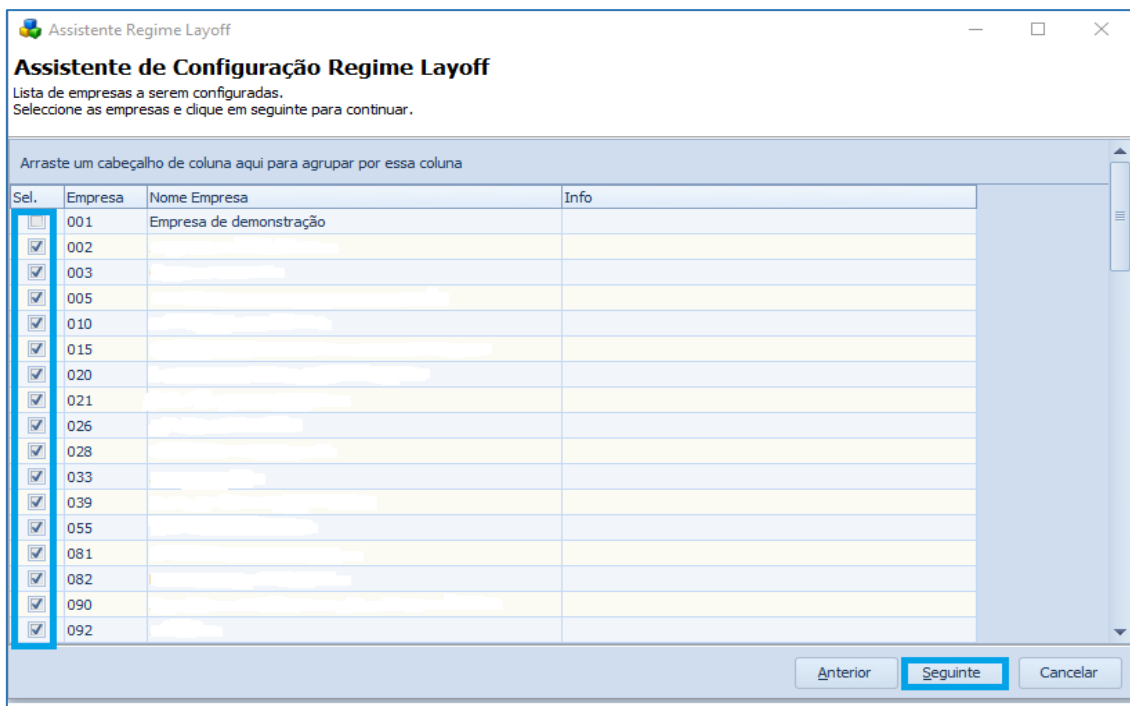 Assistente Regime Layoff
Assistente de Configuração Regime Layoff
Lista de empresas a serem configuradas.
Seleccione as empresas e clique em seguinte para continuar.
Arraste um cabeçalho de coluna aqui para agrupar por essa coluna
Sel. Empresa Nome Empresa Info
001 Empresa de demonstração
002
003
005
010
015
020
021
026
028
033
039
055
081
082
090
092
Anterior Seguinte Cancelar